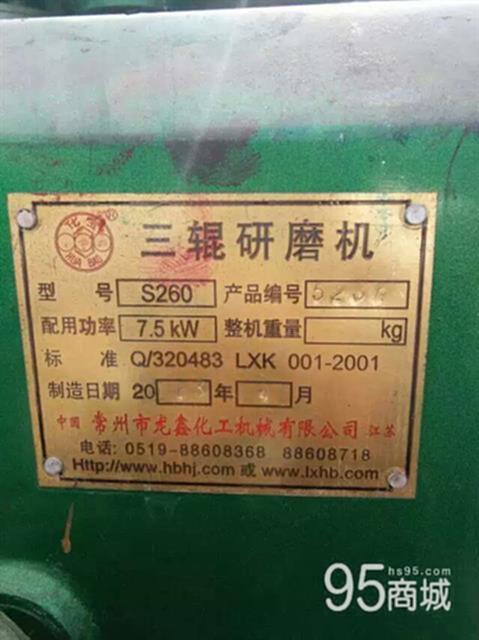 三辊研磨机
型号 S260 产品编号
配用功率 7.5kW 整机重量 kg
标准 Q/320483 LXK 001-2001
制造日期 20 年 月
中国 常州市龙鑫化工机械有限公司 江苏
电话: 0519-88608368 88608718
Http://www.hbhj.com 或 www.lxhb.com
hs95.com
95商城